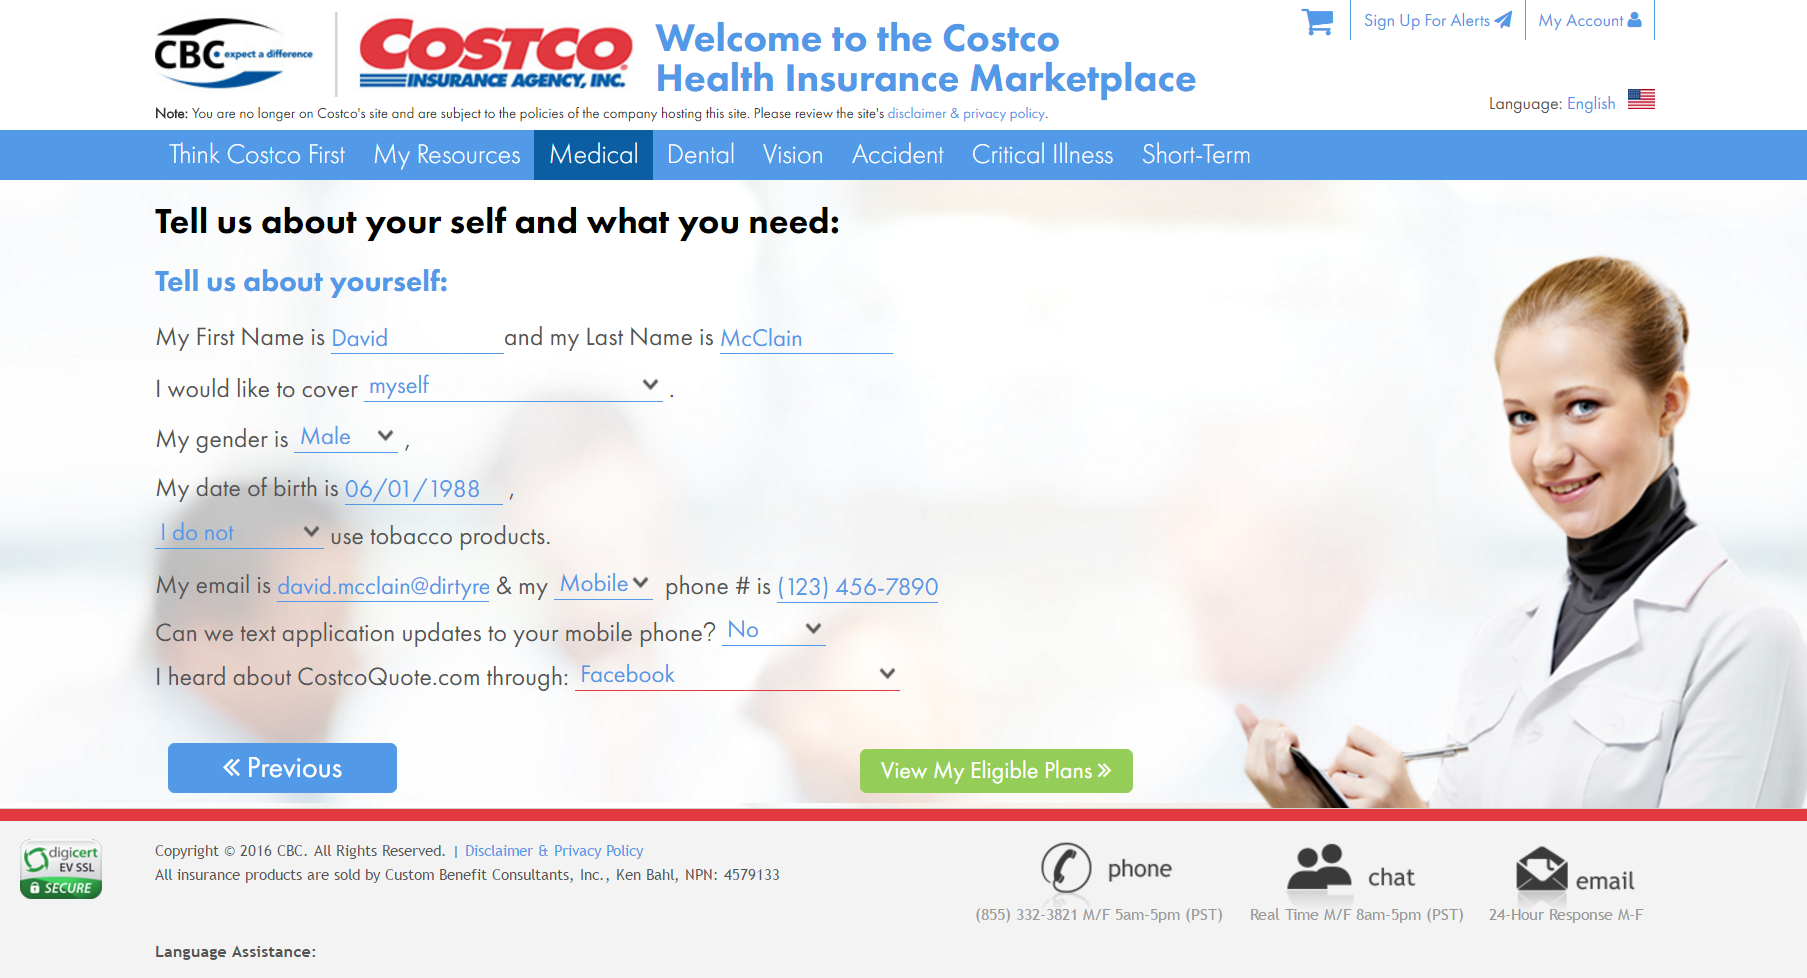 CBC expect a difference
COSTCO
INSURANCE AGENCY, INC.
Welcome to the Costco
Health Insurance Marketplace
Sign Up For Alerts
My Account
Language: English
Note: You are no longer on Costco's site and are subject to the policies of the company hosting this site. Please review the site's disclaimer & privacy policy.
Think Costco First My Resources Medical Dental Vision Accident Critical Illness Short-Term
Tell us about your self and what you need:
Tell us about yourself:
My First Name is David and my Last Name is McClain
I would like to cover myself .
My gender is Male ,
My date of birth is 06/01/1988 ,
I do not use tobacco products.
My email is david.mcclain@dirtyre & my Mobile phone # is (123) 456-7890
Can we text application updates to your mobile phone? No
I heard about CostcoQuote.com through: Facebook
« Previous
View My Eligible Plans »
digicert
EV SSL
SECURE
Copyright © 2016 CBC. All Rights Reserved. | Disclaimer & Privacy Policy
All insurance products are sold by Custom Benefit Consultants, Inc., Ken Bahl, NPN: 4579133
phone
(855) 332-3821 M/F 5am-5pm (PST)
chat
Real Time M/F 8am-5pm (PST)
email
24-Hour Response M-F
Language Assistance: